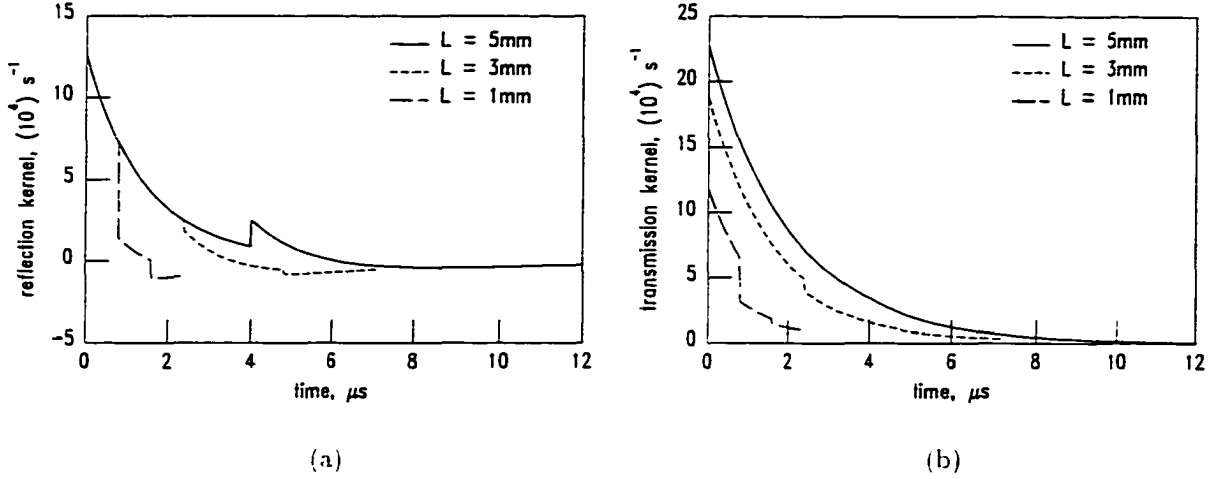 15
10
5
0
−5
reflection kernel, (10⁴) s⁻¹
L = 5mm
L = 3mm
L = 1mm
0 2 4 6 8 10 12
time, μs
(a)
25
20
15
10
5
0
transmission kernel, (10⁴) s⁻¹
L = 5mm
L = 3mm
L = 1mm
0 2 4 6 8 10 12
time, μs
(b)